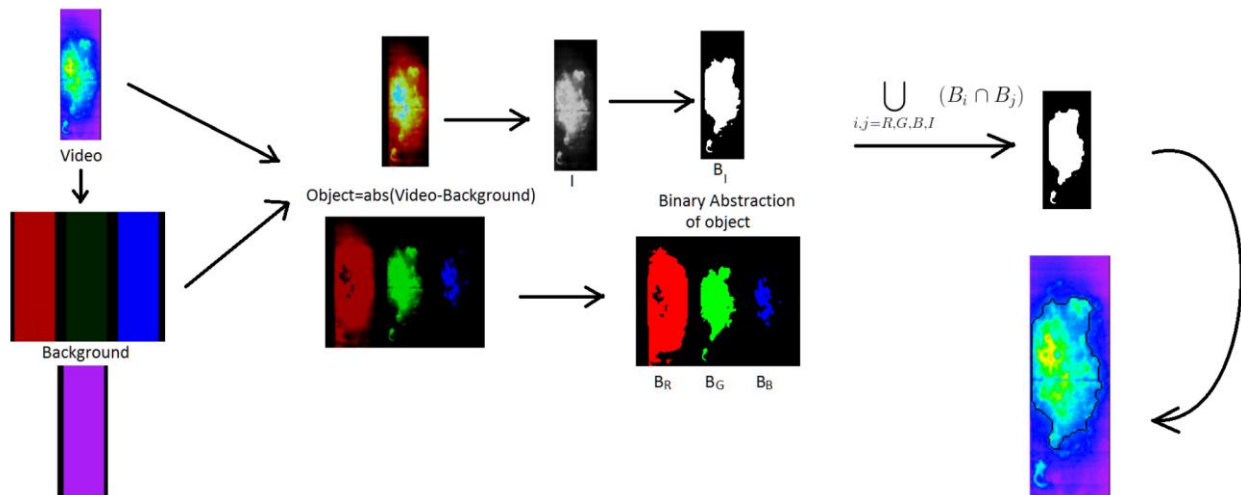 Video
Background
Object=abs(Video-Background)
I
B_I
Binary Abstraction
of object
B_R B_G B_B
⋃ (B_i ∩ B_j)
i,j=R,G,B,I